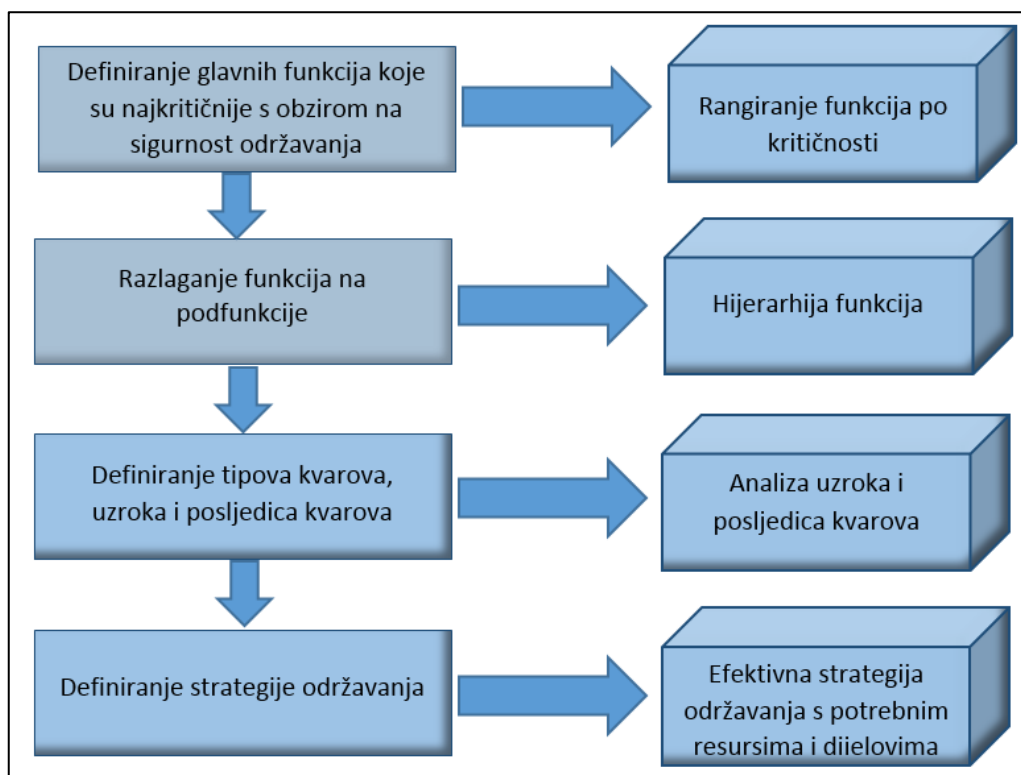 Definiranje glavnih funkcija koje
su najkritičnije s obzirom na
sigurnost održavanja
Rangiranje funkcija po
kritičnosti
Razlaganje funkcija na
podfunkcije
Hijerarhija funkcija
Definiranje tipova kvarova,
uzroka i posljedica kvarova
Analiza uzroka i
posljedica kvarova
Definiranje strategije održavanja
Efektivna strategija
održavanja s potrebnim
resursima i diielovima